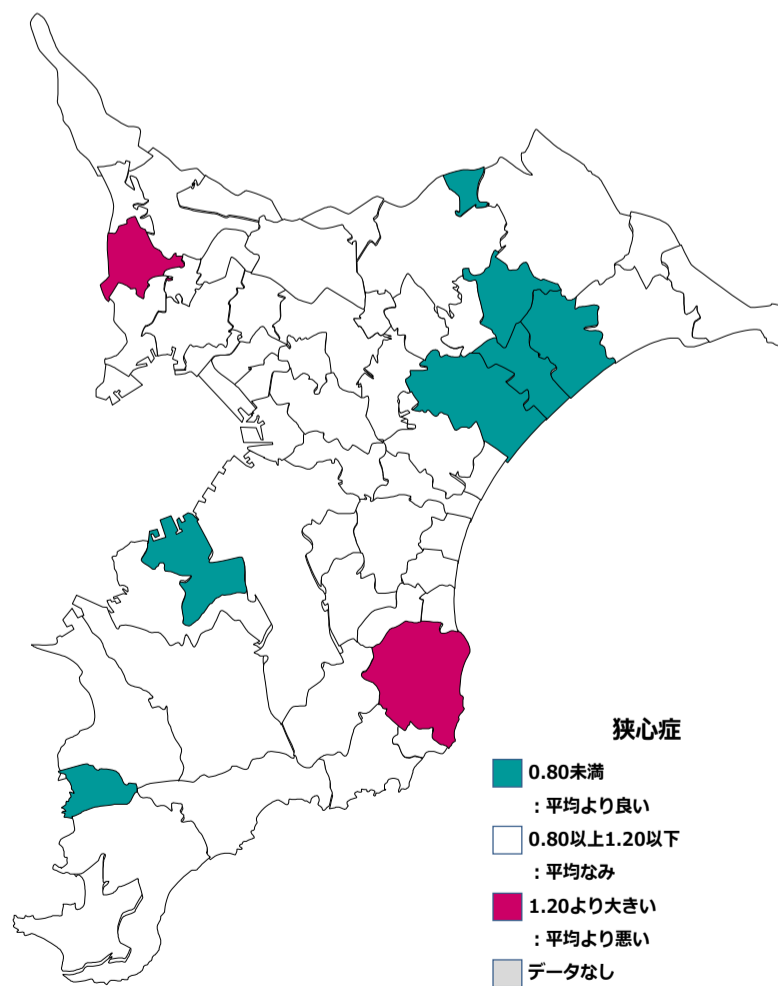 狭心症
0.80未満
：平均より良い
0.80以上1.20以下
：平均なみ
1.20より大きい
：平均より悪い
データなし